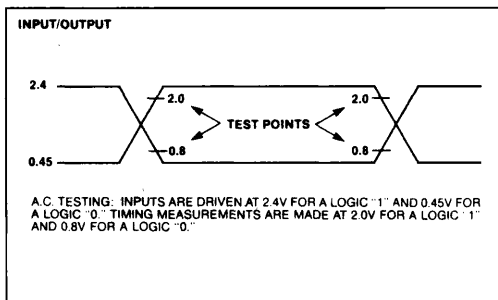 INPUT/OUTPUT
2.4
2.0
2.0
TEST POINTS
0.8
0.8
0.45
A.C. TESTING: INPUTS ARE DRIVEN AT 2.4V FOR A LOGIC "1" AND 0.45V FOR
A LOGIC "0." TIMING MEASUREMENTS ARE MADE AT 2.0V FOR A LOGIC "1"
AND 0.8V FOR A LOGIC "0."